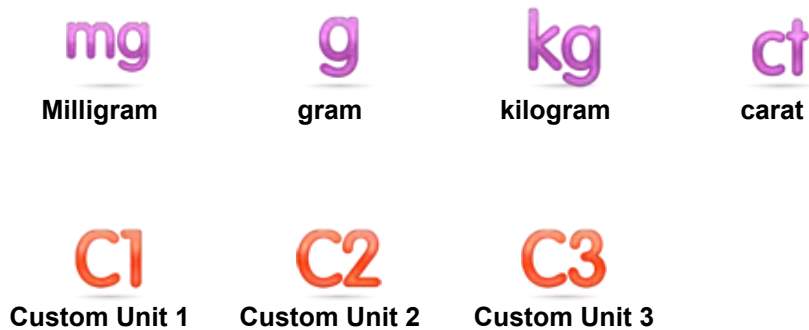 mg g kg ct
Milligram gram kilogram carat
C1 C2 C3
Custom Unit 1 Custom Unit 2 Custom Unit 3